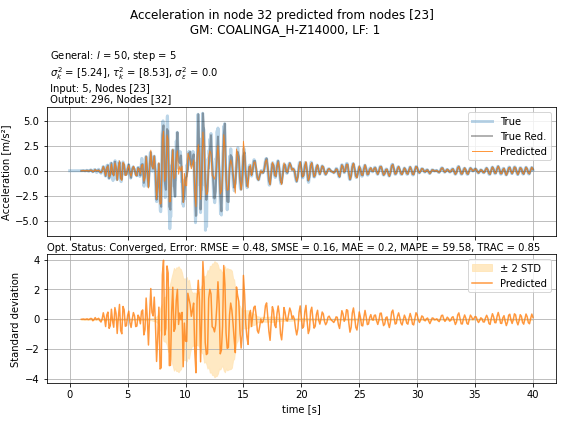 Acceleration in node 32 predicted from nodes [23]
GM: COALINGA_H-Z14000, LF: 1
General: l = 50, step = 5
σ²ₖ = [5.24], τ²ₖ = [8.53], σ²ε = 0.0
Input: 5, Nodes [23]
Output: 296, Nodes [32]
Acceleration [m/s²]
5.0
2.5
0.0
−2.5
−5.0
True
True Red.
Predicted
Opt. Status: Converged, Error: RMSE = 0.48, SMSE = 0.16, MAE = 0.2, MAPE = 59.58, TRAC = 0.85
Standard deviation
4
2
0
−2
−4
± 2 STD
Predicted
0 5 10 15 20 25 30 35 40
time [s]